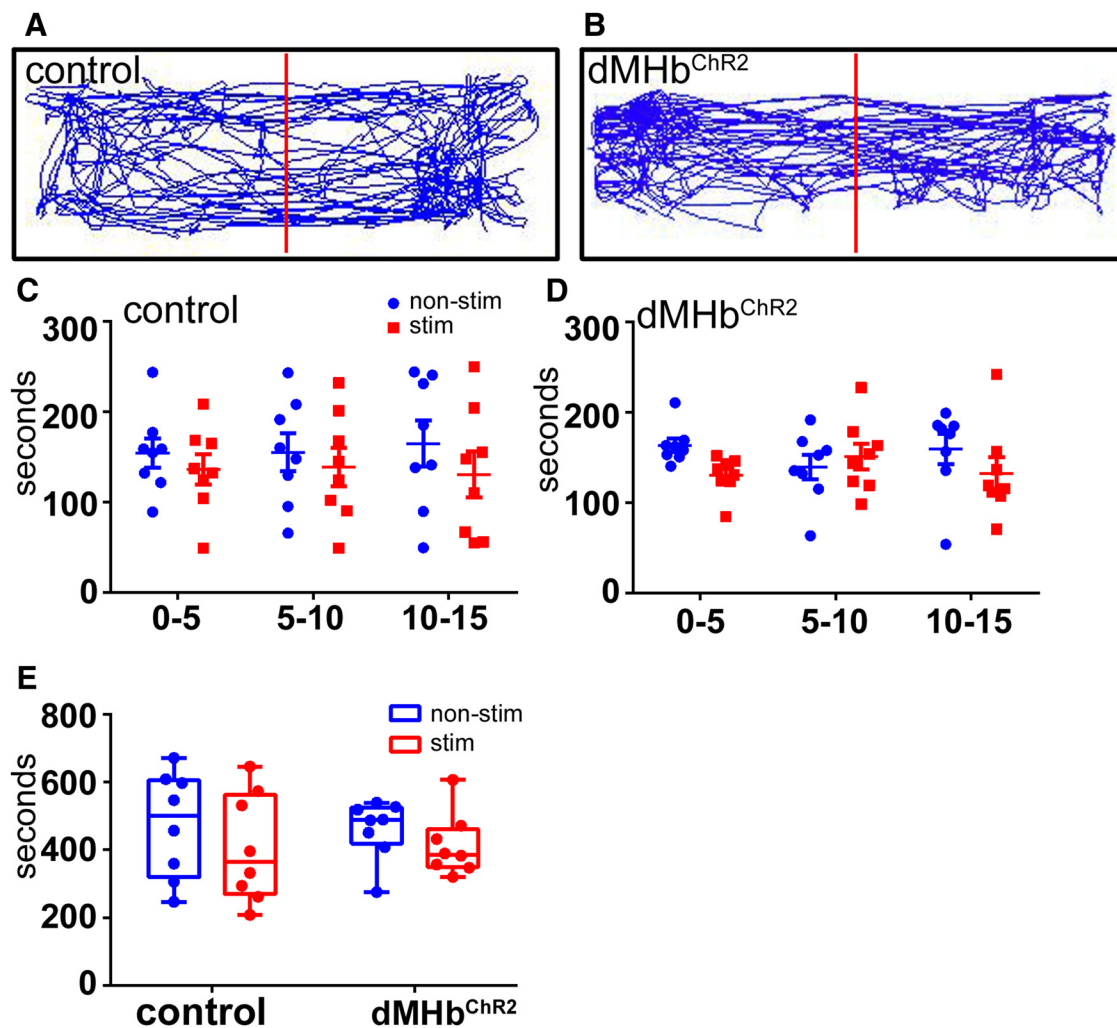 A
control
B
dMHb^ChR2
C
control
non-stim
stim
seconds
300
200
100
0
0-5
5-10
10-15
D
dMHb^ChR2
seconds
300
200
100
0
0-5
5-10
10-15
E
non-stim
stim
seconds
800
600
400
200
0
control
dMHb^ChR2